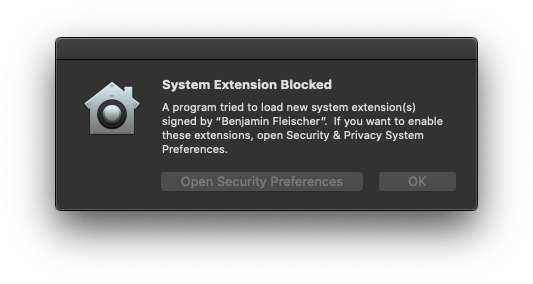 System Extension Blocked
A program tried to load new system extension(s)
signed by “Benjamin Fleischer”.  If you want to enable
these extensions, open Security & Privacy System
Preferences.
Open Security Preferences
OK